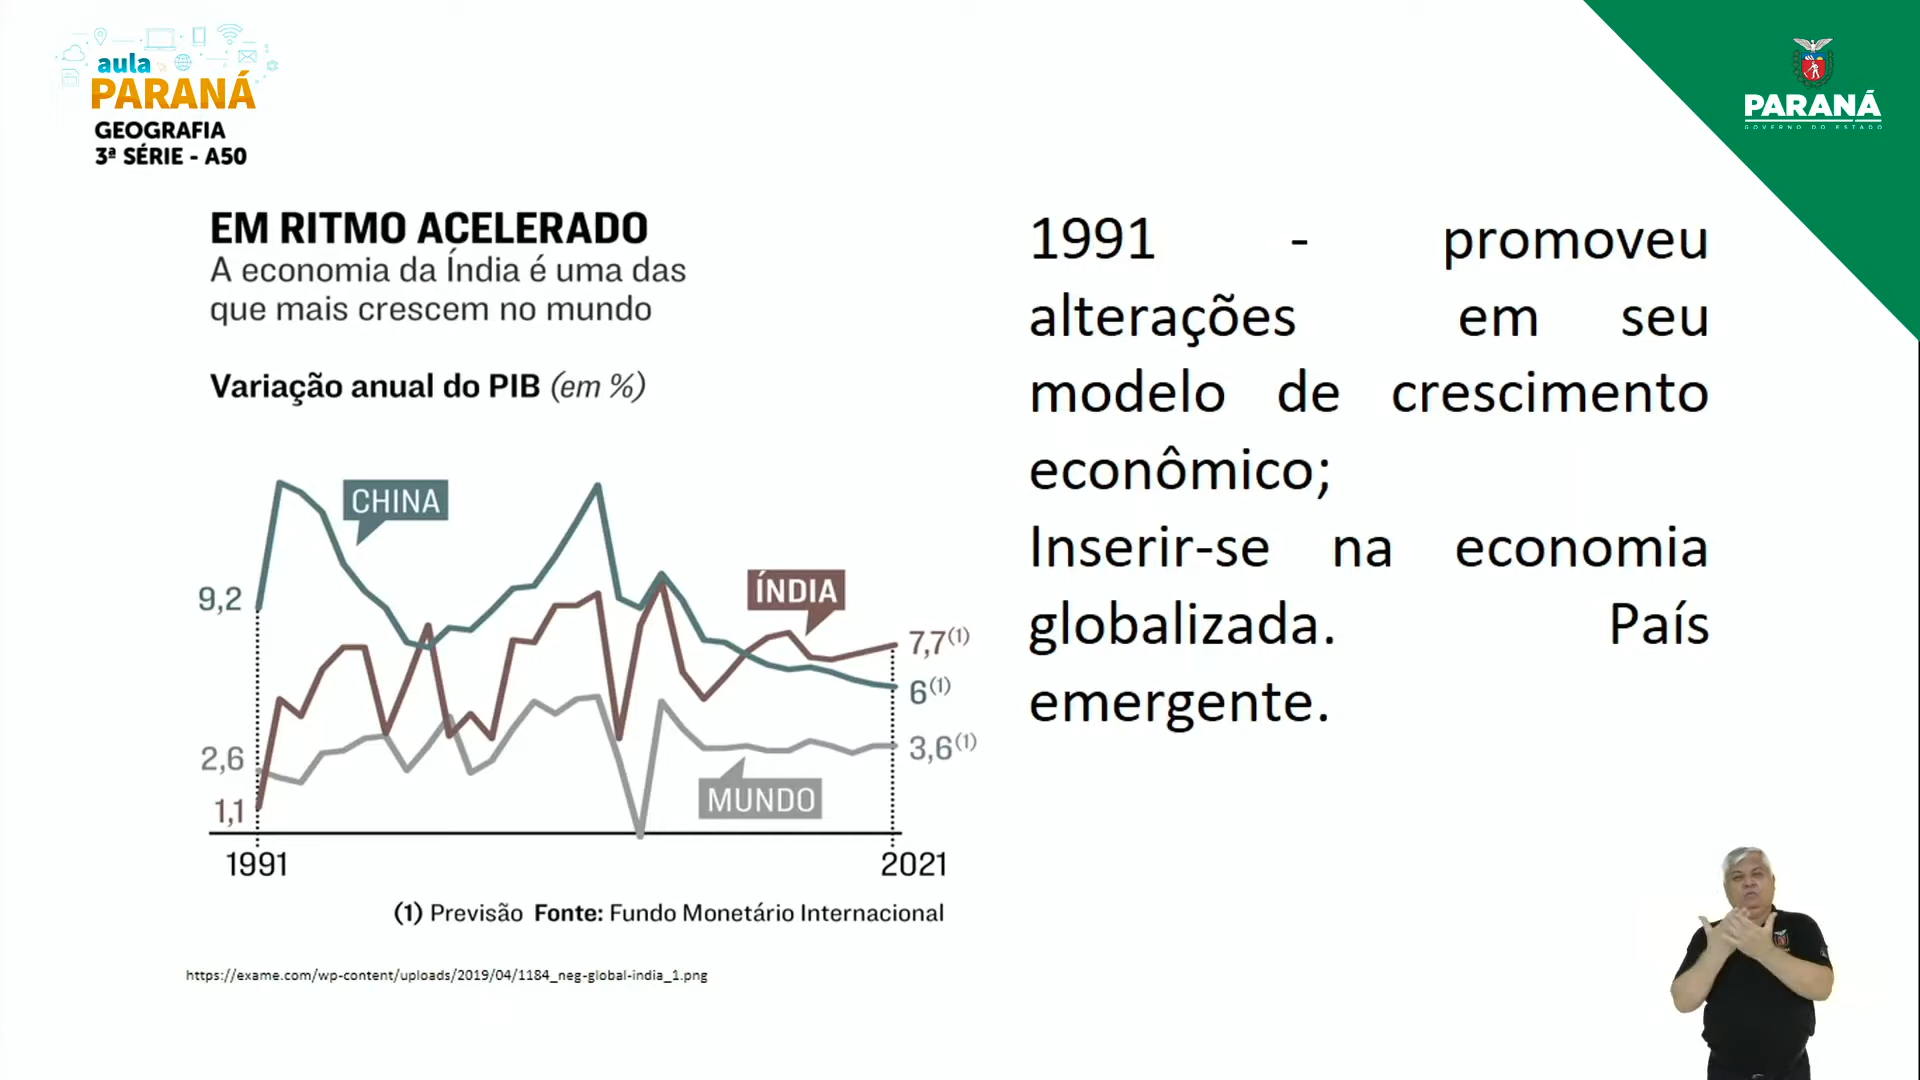 aula
PARANÁ
GEOGRAFIA
3ª SÉRIE - A50
PARANÁ
GOVERNO DO ESTADO
EM RITMO ACELERADO
A economia da Índia é uma das
que mais crescem no mundo
Variação anual do PIB (em %)
CHINA
ÍNDIA
MUNDO
9,2
2,6
1,1
7,7(1)
6(1)
3,6(1)
1991
2021
(1) Previsão Fonte: Fundo Monetário Internacional
https://exame.com/wp-content/uploads/2019/04/1184_neg-global-india_1.png
1991 - promoveu
alterações em seu
modelo de crescimento
econômico;
Inserir-se na economia
globalizada. País
emergente.